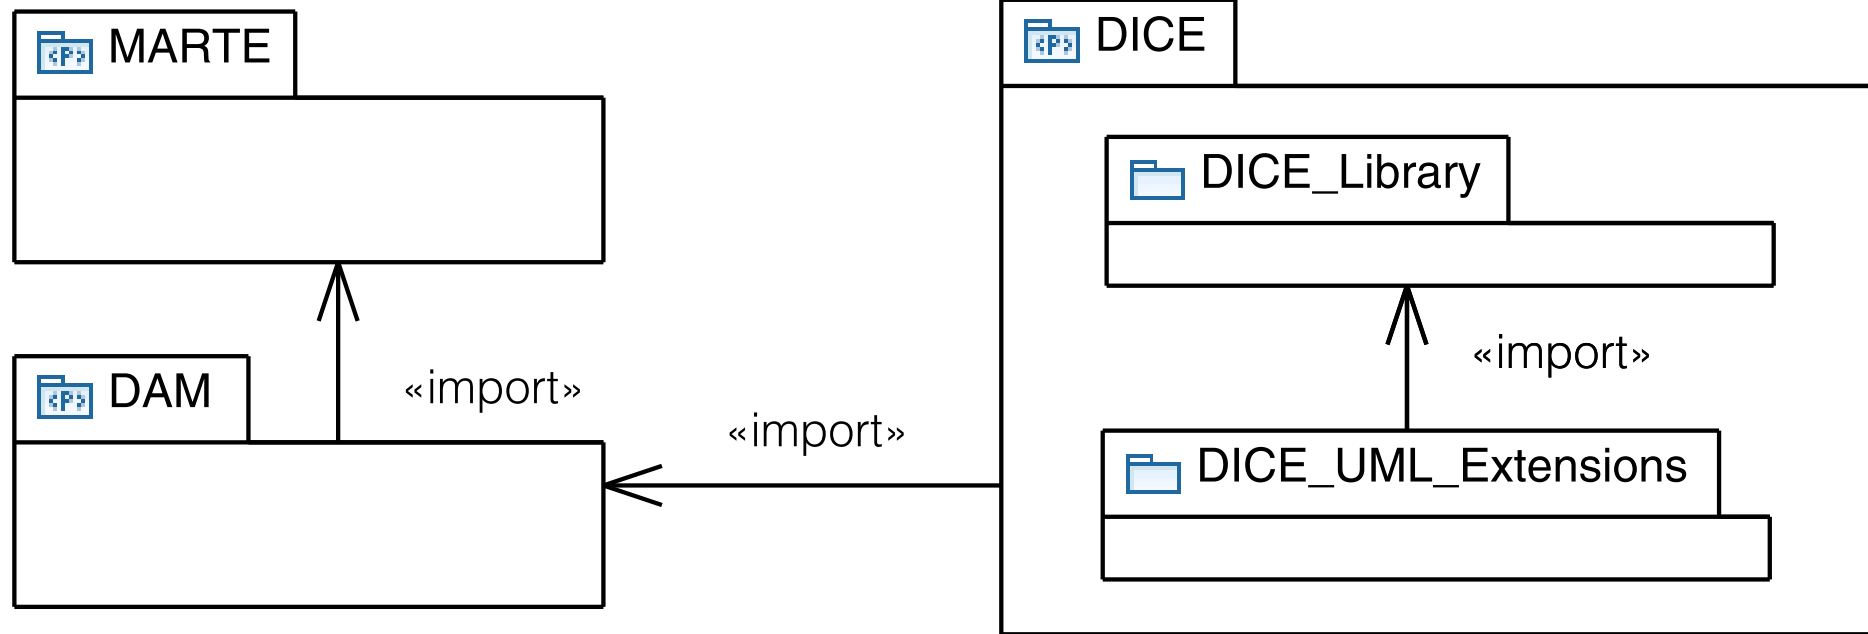 <P> MARTE
<P> DICE
DICE_Library
«import»
<P> DAM
«import»
«import»
DICE_UML_Extensions